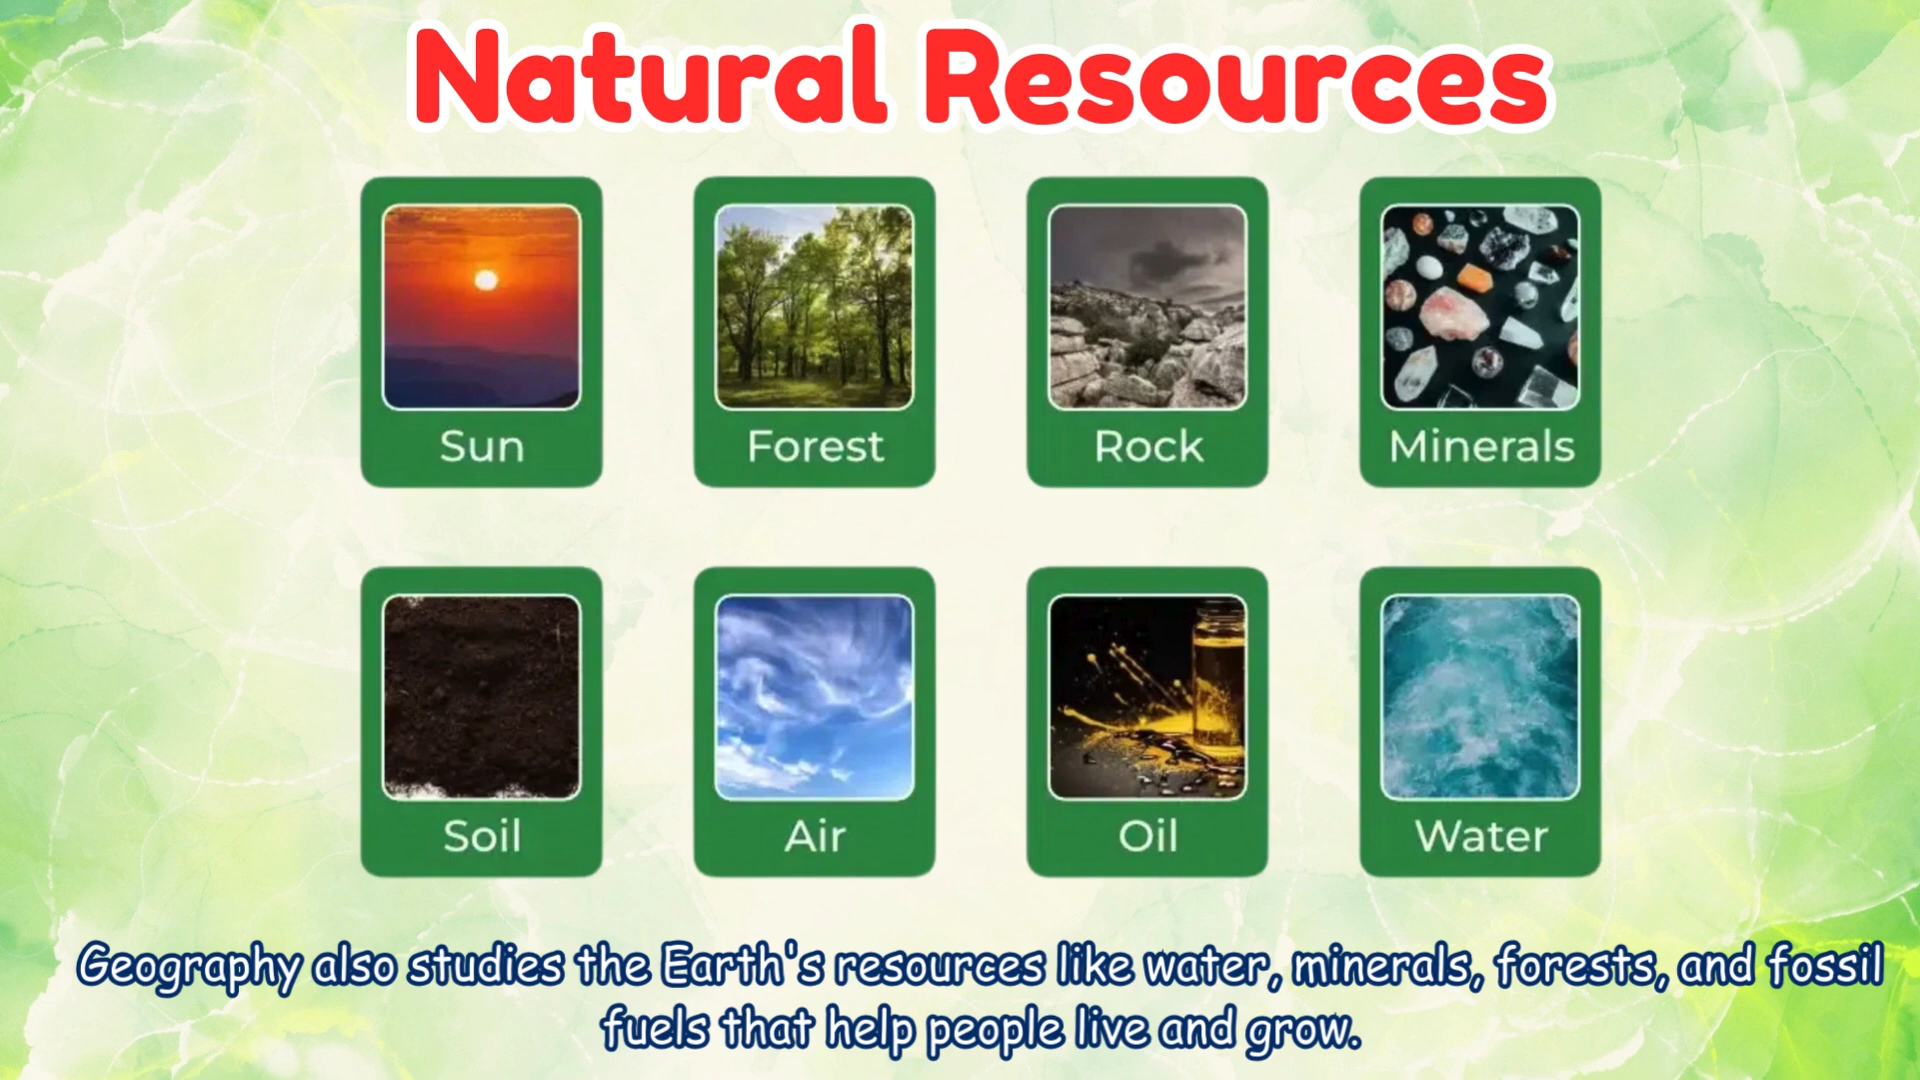 Natural Resources
Sun
Forest
Rock
Minerals
Soil
Air
Oil
Water
Geography also studies the Earth's resources like water, minerals, forests, and fossil
fuels that help people live and grow.